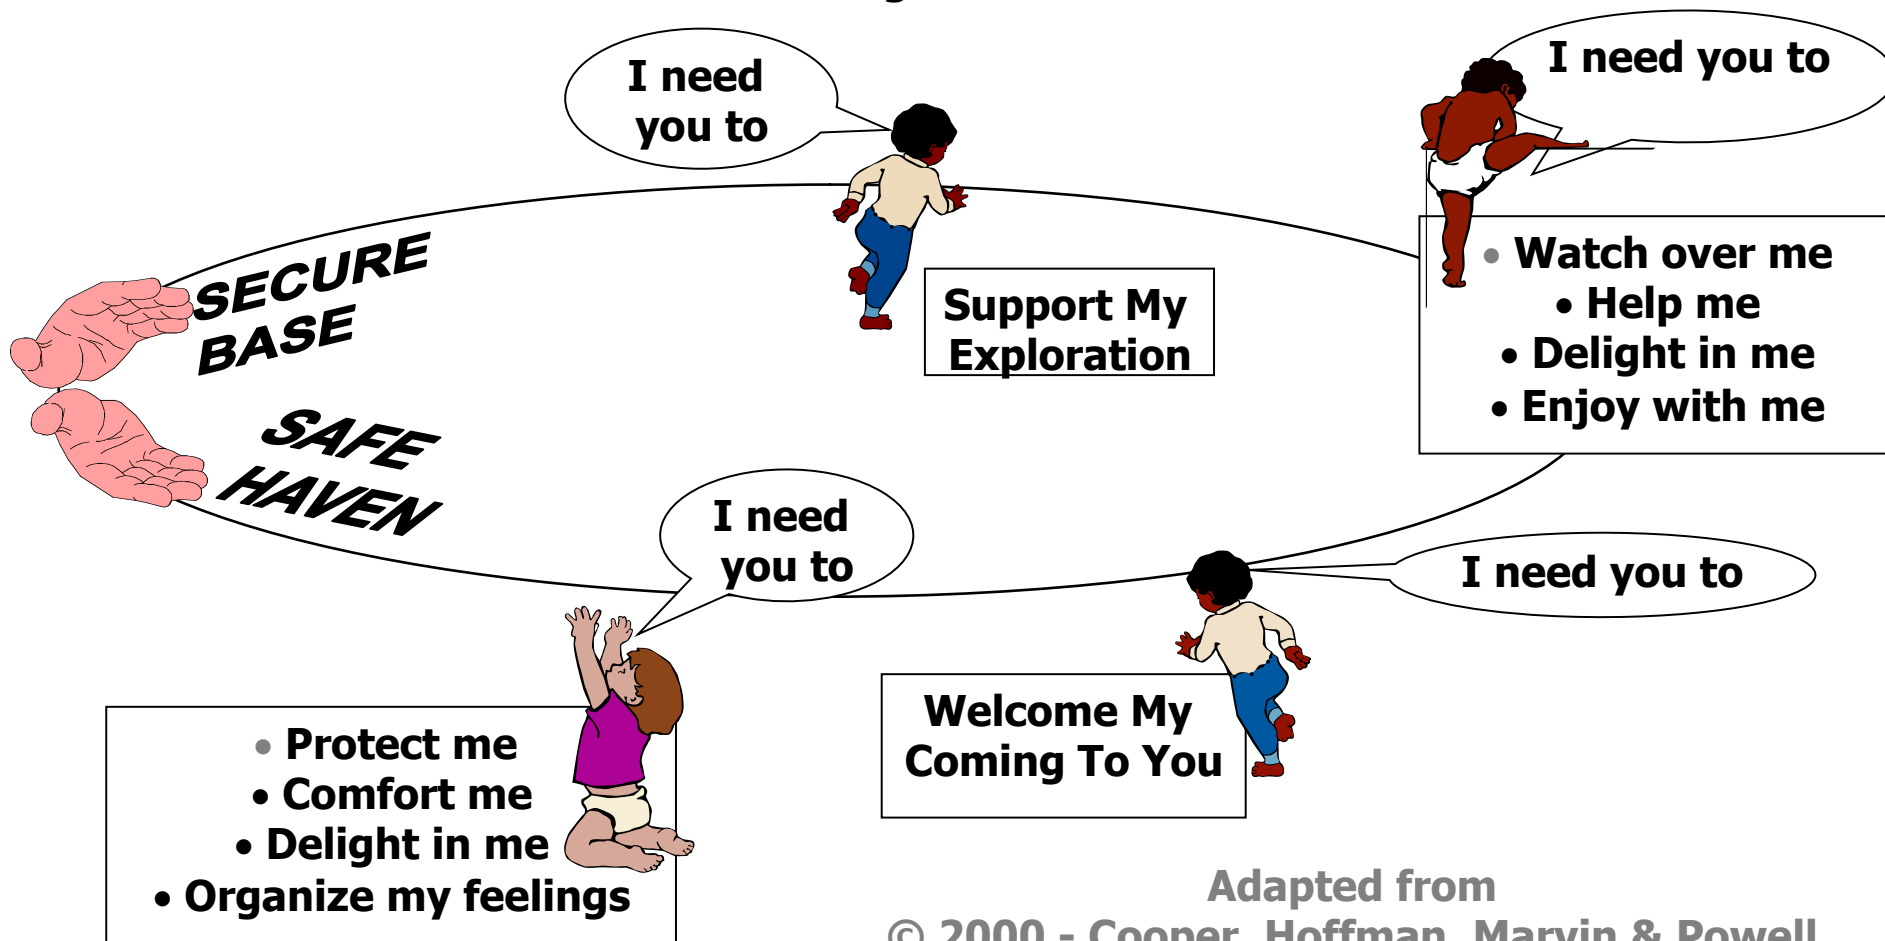 I need
you to
I need you to
SECURE
BASE
Support My
Exploration
• Watch over me
• Help me
• Delight in me
• Enjoy with me
SAFE
HAVEN
I need
you to
I need you to
Welcome My
Coming To You
• Protect me
• Comfort me
• Delight in me
• Organize my feelings
Adapted from
© 2000 - Cooper, Hoffman, Marvin & Powell